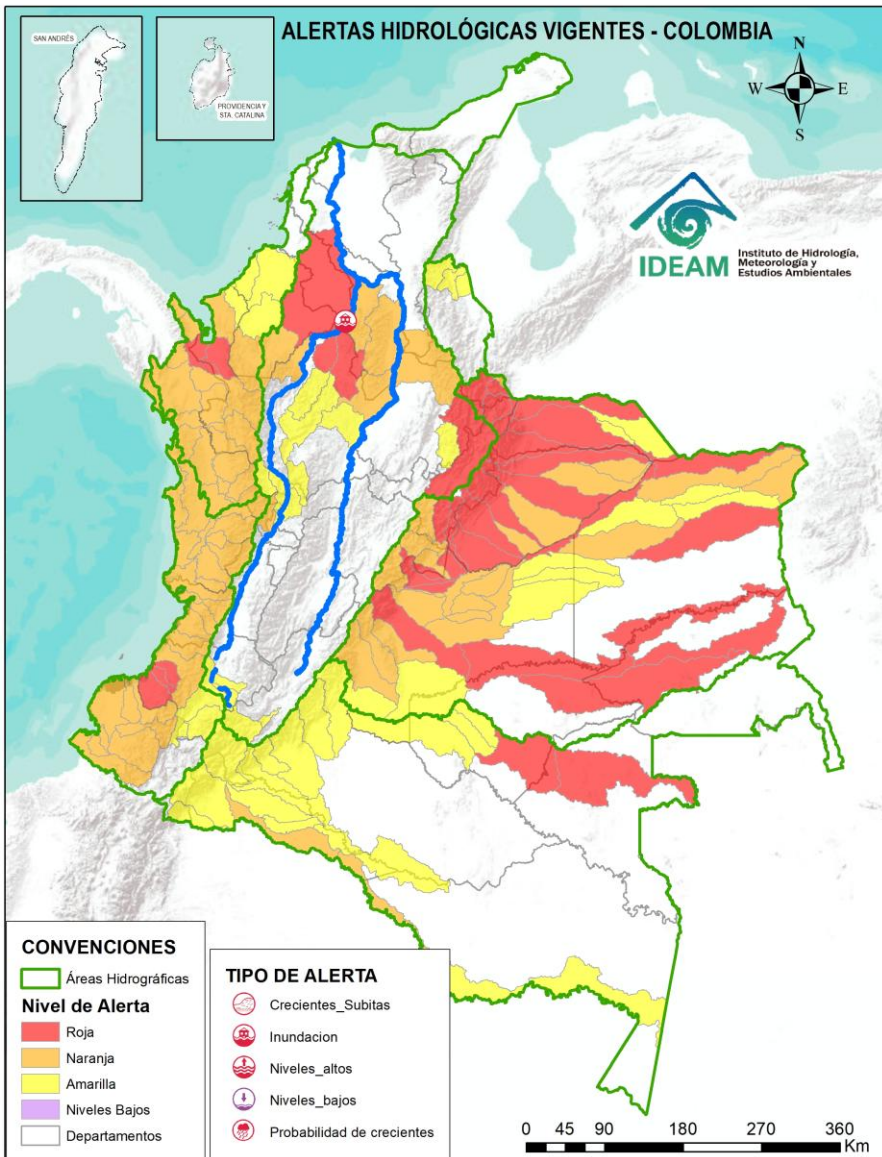 ALERTAS HIDROLÓGICAS VIGENTES - COLOMBIA
SAN ANDRÉS
PROVIDENCIA Y
STA. CATALINA
N
W
E
S
IDEAM
Instituto de Hidrología,
Meteorología y
Estudios Ambientales
CONVENCIONES
Áreas Hidrográficas
Nivel de Alerta
Roja
Naranja
Amarilla
Niveles Bajos
Departamentos
TIPO DE ALERTA
Crecientes_Subitas
Inundacion
Niveles_altos
Niveles_bajos
Probabilidad de crecientes
0 45 90 180 270 360
Km